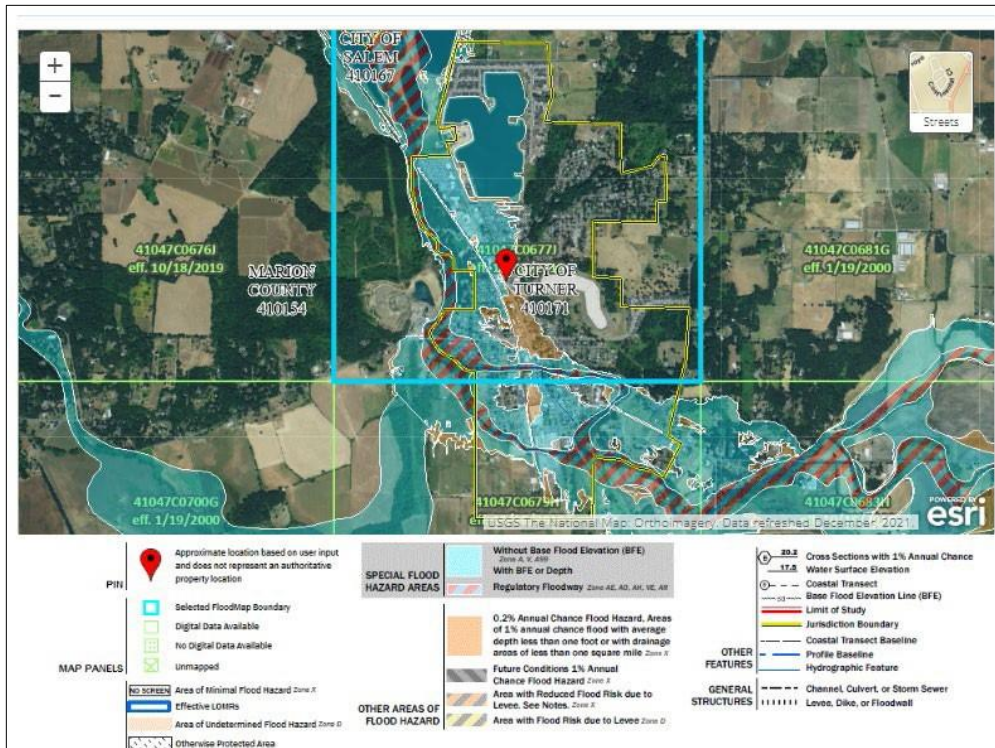 +
−
CITY OF
SALEM
410167
Streets
41047C0676J
eff. 10/18/2019
41047C0677J
eff.
41047C0681G
eff. 1/19/2000
MARION
COUNTY
410154
CITY OF
TURNER
410171
41047C0700G
eff. 1/19/2000
41047C0679H
41047C0683H
POWERED BY
esri
USGS The National Map: Orthoimagery. Data refreshed December, 2021.
PIN
Approximate location based on user input
and does not represent an authoritative
property location
MAP PANELS
Selected FloodMap Boundary
Digital Data Available
No Digital Data Available
Unmapped
NO SCREEN Area of Minimal Flood Hazard Zone X
Effective LOMRs
Area of Undetermined Flood Hazard Zone D
Otherwise Protected Area
SPECIAL FLOOD
HAZARD AREAS
Without Base Flood Elevation (BFE)
Zone A, V, A99
With BFE or Depth
Regulatory Floodway Zone AE, AO, AH, VE, AR
OTHER AREAS OF
FLOOD HAZARD
0.2% Annual Chance Flood Hazard, Areas
of 1% annual chance flood with average
depth less than one foot or with drainage
areas of less than one square mile Zone X
Future Conditions 1% Annual
Chance Flood Hazard Zone X
Area with Reduced Flood Risk due to
Levee. See Notes. Zone X
Area with Flood Risk due to Levee Zone D
20.2 Cross Sections with 1% Annual Chance
17.5 Water Surface Elevation
Coastal Transect
Base Flood Elevation Line (BFE)
Limit of Study
Jurisdiction Boundary
Coastal Transect Baseline
OTHER
FEATURES
Profile Baseline
Hydrographic Feature
GENERAL
STRUCTURES
Channel, Culvert, or Storm Sewer
Levee, Dike, or Floodwall